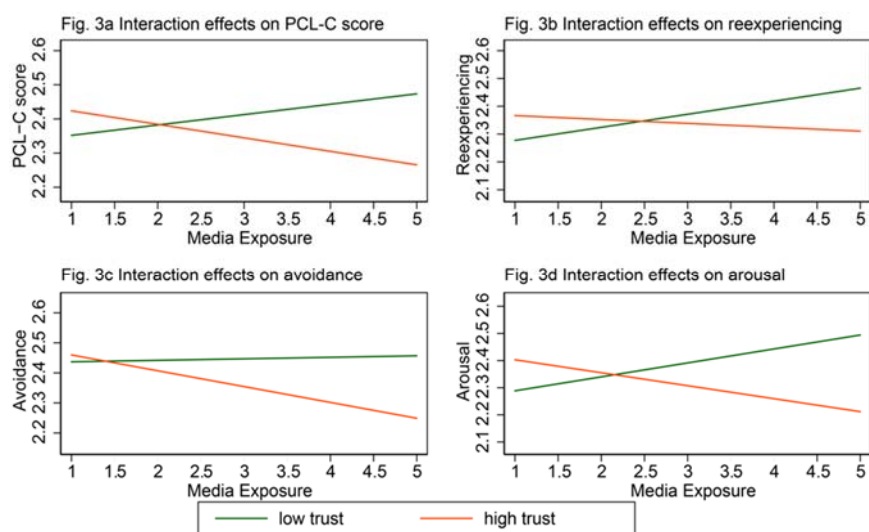 Fig. 3a Interaction effects on PCL-C score
2.6
2.5
2.4
2.3
2.2
PCL-C score
1 1.5 2 2.5 3 3.5 4 4.5 5
Media Exposure
Fig. 3b Interaction effects on reexperiencing
2.6
2.5
2.4
2.3
2.2
2.1
Reexperiencing
1 1.5 2 2.5 3 3.5 4 4.5 5
Media Exposure
Fig. 3c Interaction effects on avoidance
2.6
2.5
2.4
2.3
2.2
Avoidance
1 1.5 2 2.5 3 3.5 4 4.5 5
Media Exposure
Fig. 3d Interaction effects on arousal
2.6
2.5
2.4
2.3
2.2
2.1
Arousal
1 1.5 2 2.5 3 3.5 4 4.5 5
Media Exposure
low trust high trust